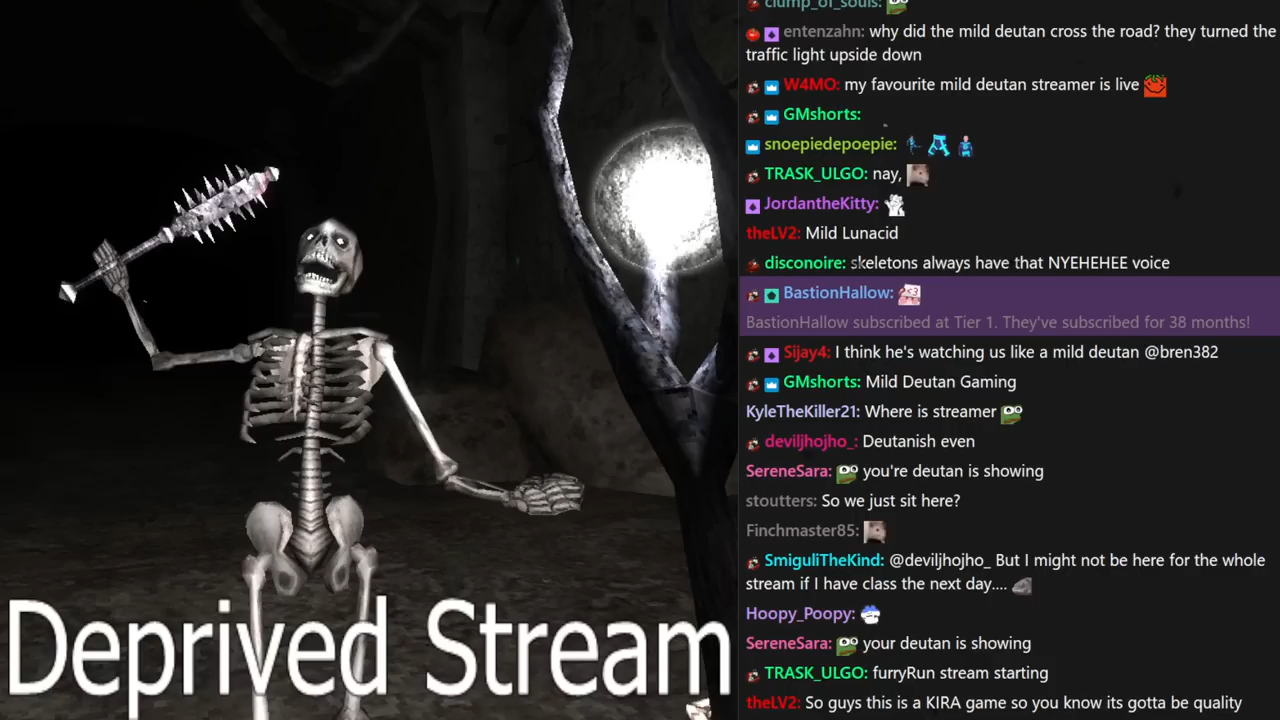 clump_of_souls:
entenzahn: why did the mild deutan cross the road? they turned the
traffic light upside down
W4MO: my favourite mild deutan streamer is live
GMshorts:
snoepiedepoepie:
TRASK_ULGO: nay,
JordantheKitty:
theLV2: Mild Lunacid
disconoire: skeletons always have that NYEHEHEE voice
BastionHallow: <3
BastionHallow subscribed at Tier 1. They've subscribed for 38 months!
Sijay4: I think he's watching us like a mild deutan @bren382
GMshorts: Mild Deutan Gaming
KyleTheKiller21: Where is streamer
deviljhojho_: Deutanish even
SereneSara: you're deutan is showing
stoutters: So we just sit here?
Finchmaster85:
SmiguliTheKind: @deviljhojho_ But I might not be here for the whole
stream if I have class the next day....
Hoopy_Poopy:
SereneSara: your deutan is showing
TRASK_ULGO: furryRun stream starting
theLV2: So guys this is a KIRA game so you know its gotta be quality
Deprived Stream